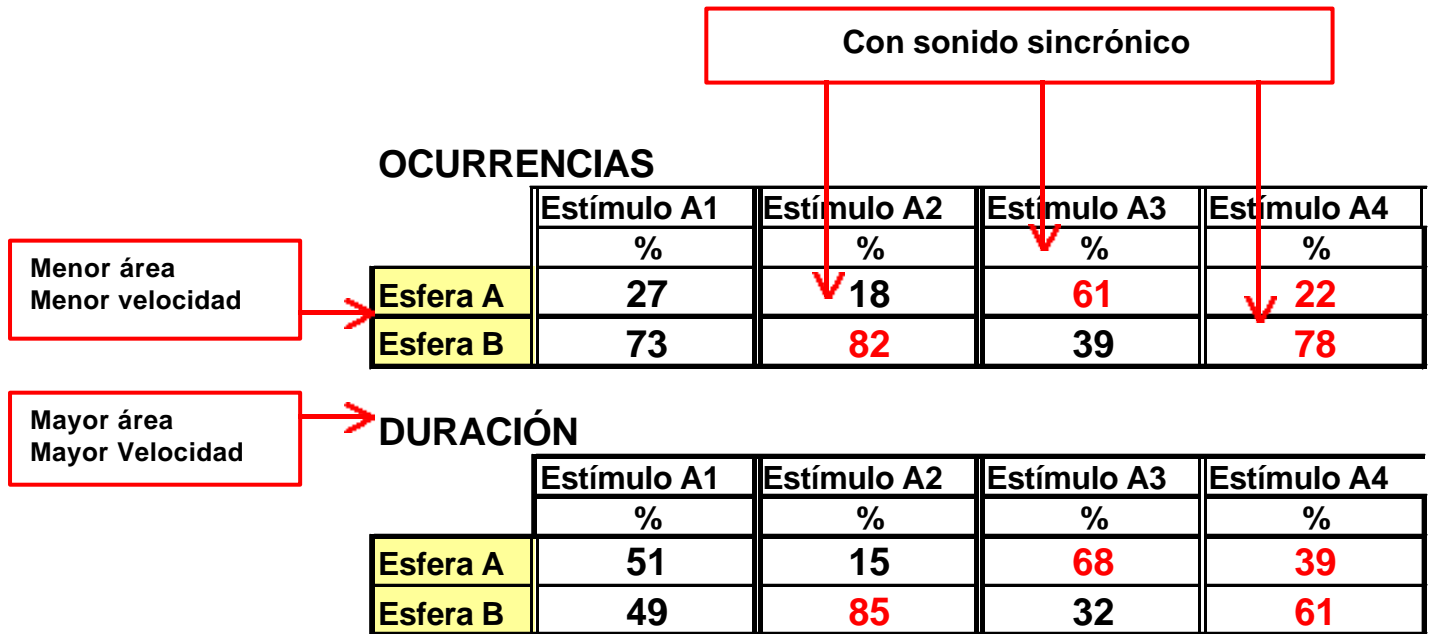 Con sonido sincrónico
OCURRENCIAS
Estímulo A1 Estímulo A2 Estímulo A3 Estímulo A4
% % % %
Menor área
Menor velocidad
Esfera A 27 18 61 22
Esfera B 73 82 39 78
Mayor área
Mayor Velocidad
DURACIÓN
Estímulo A1 Estímulo A2 Estímulo A3 Estímulo A4
% % % %
Esfera A 51 15 68 39
Esfera B 49 85 32 61